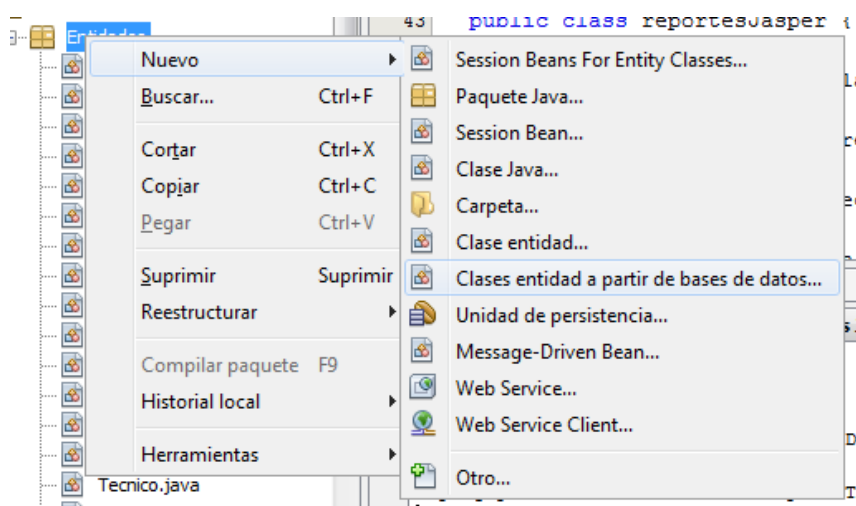 43 public class reportesJasper {
Entidades
Nuevo
Buscar... Ctrl+F
Cortar Ctrl+X
Copiar Ctrl+C
Pegar Ctrl+V
Suprimir Suprimir
Reestructurar
Compilar paquete F9
Historial local
Herramientas
Tecnico.java
Session Beans For Entity Classes...
Paquete Java...
Session Bean...
Clase Java...
Carpeta...
Clase entidad...
Clases entidad a partir de bases de datos...
Unidad de persistencia...
Message-Driven Bean...
Web Service...
Web Service Client...
Otro...